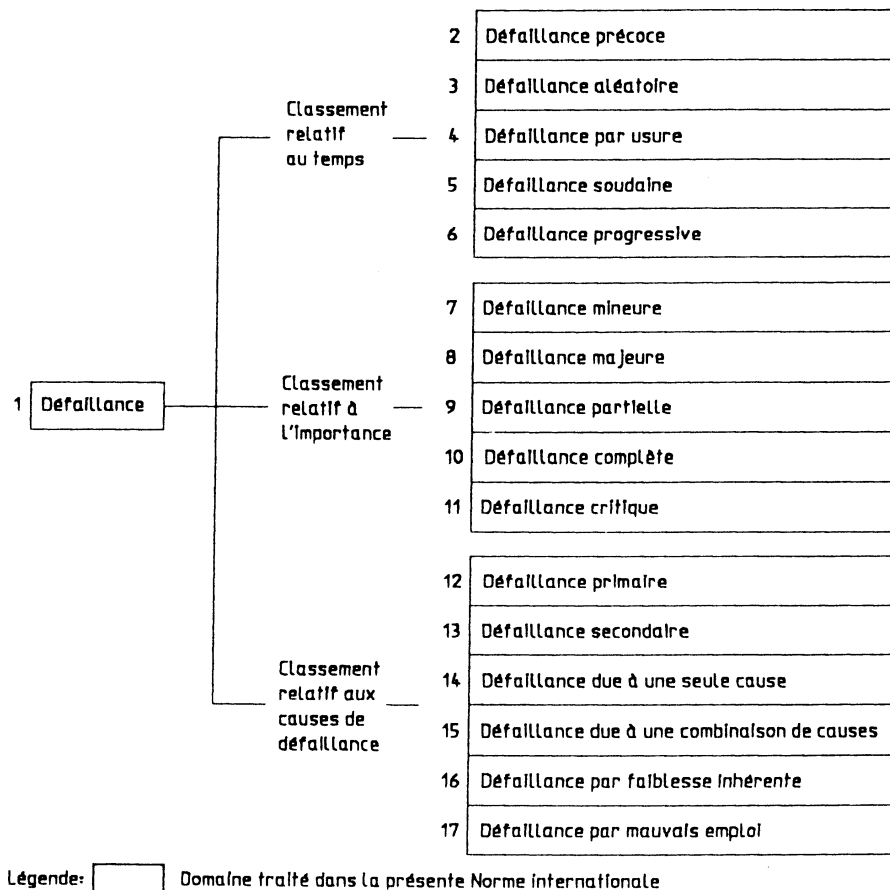 1 Défaillance
Classement
relatif
au temps
2 Défaillance précoce
3 Défaillance aléatoire
4 Défaillance par usure
5 Défaillance soudaine
6 Défaillance progressive
Classement
relatif à
l'importance
7 Défaillance mineure
8 Défaillance majeure
9 Défaillance partielle
10 Défaillance complète
11 Défaillance critique
Classement
relatif aux
causes de
défaillance
12 Défaillance primaire
13 Défaillance secondaire
14 Défaillance due à une seule cause
15 Défaillance due à une combinaison de causes
16 Défaillance par faiblesse inhérente
17 Défaillance par mauvais emploi
Légende: Domaine traité dans la présente Norme internationale